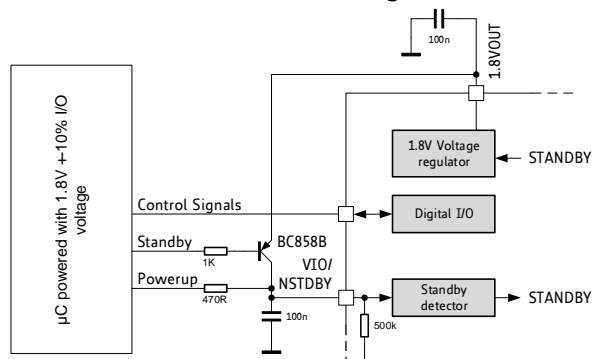 100n
1.8VOUT
µC powered with 1.8V +-10% I/O
voltage
1.8V Voltage
regulator
STANDBY
Control Signals
Digital I/O
Standby
1K
BC858B
VIO/
NSTDBY
Powerup
470R
100n
500k
Standby
detector
STANDBY